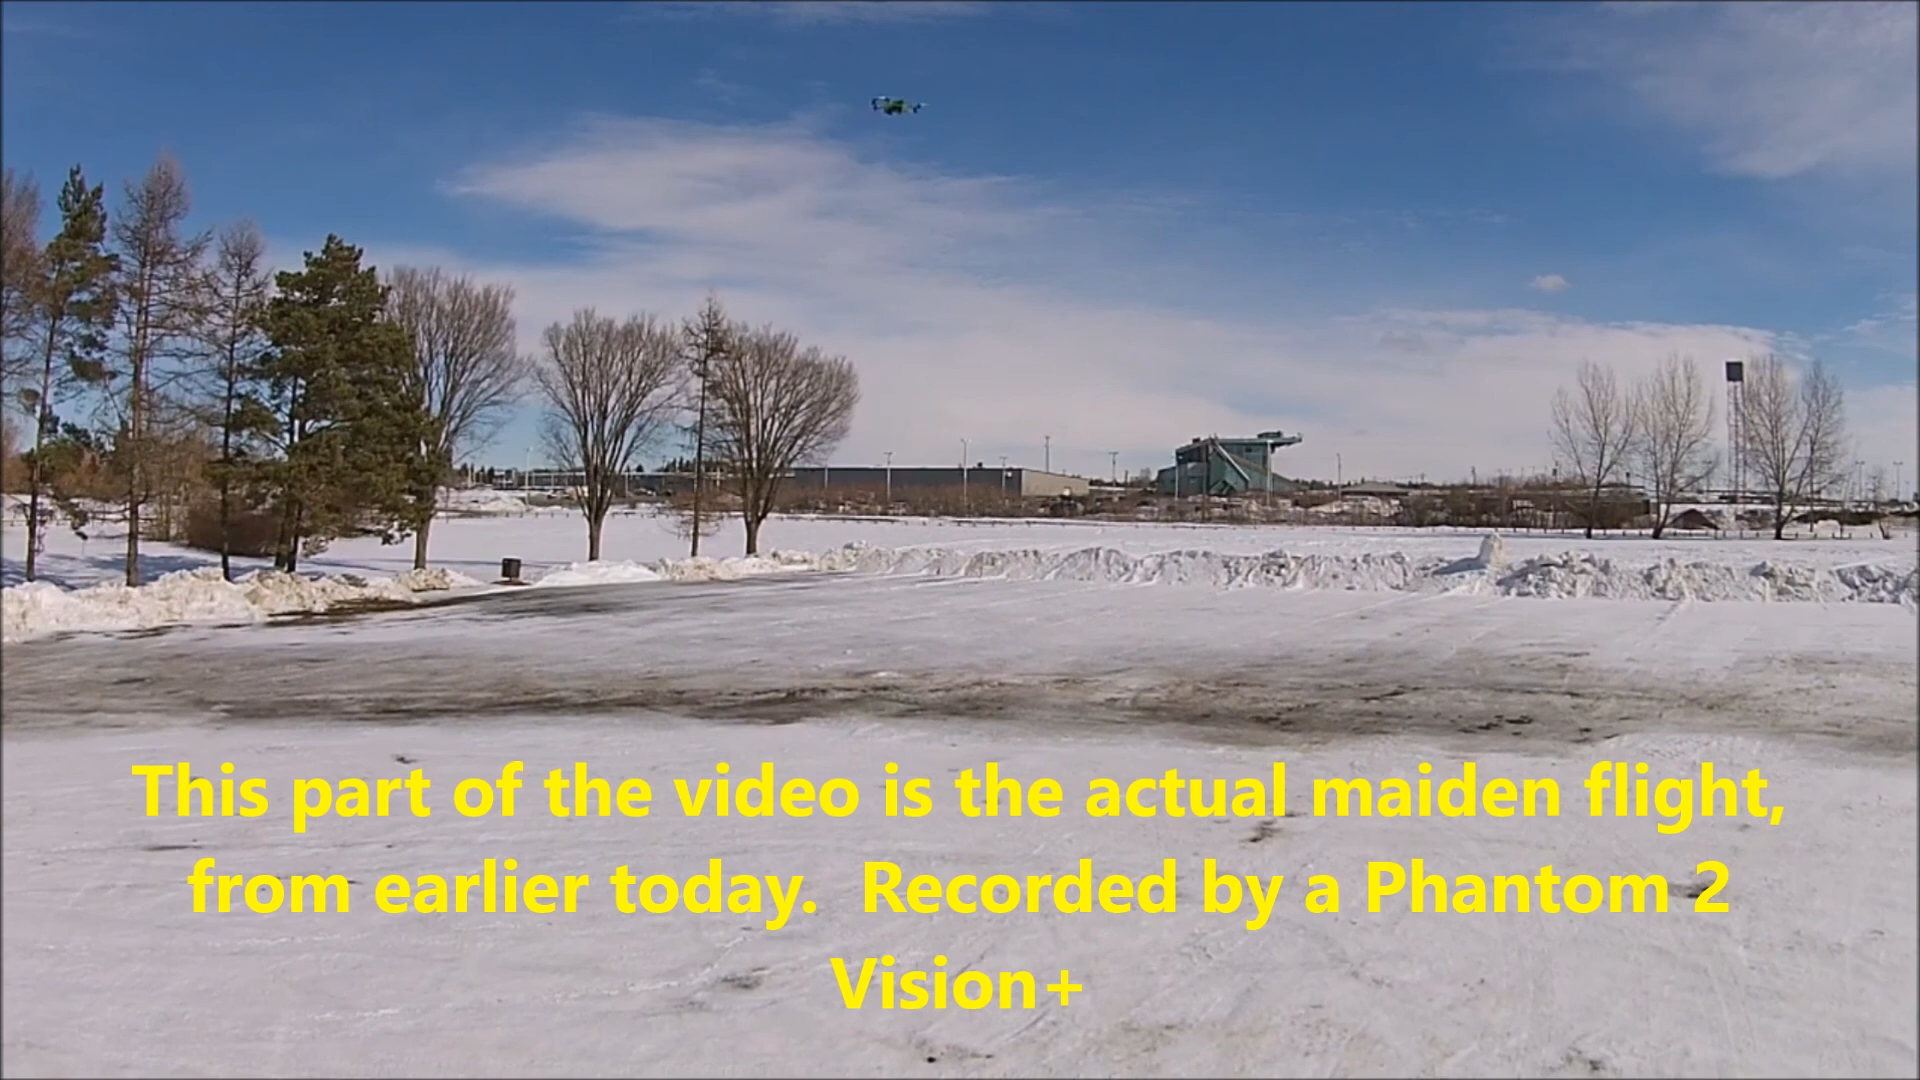 This part of the video is the actual maiden flight,
from earlier today.  Recorded by a Phantom 2
Vision+